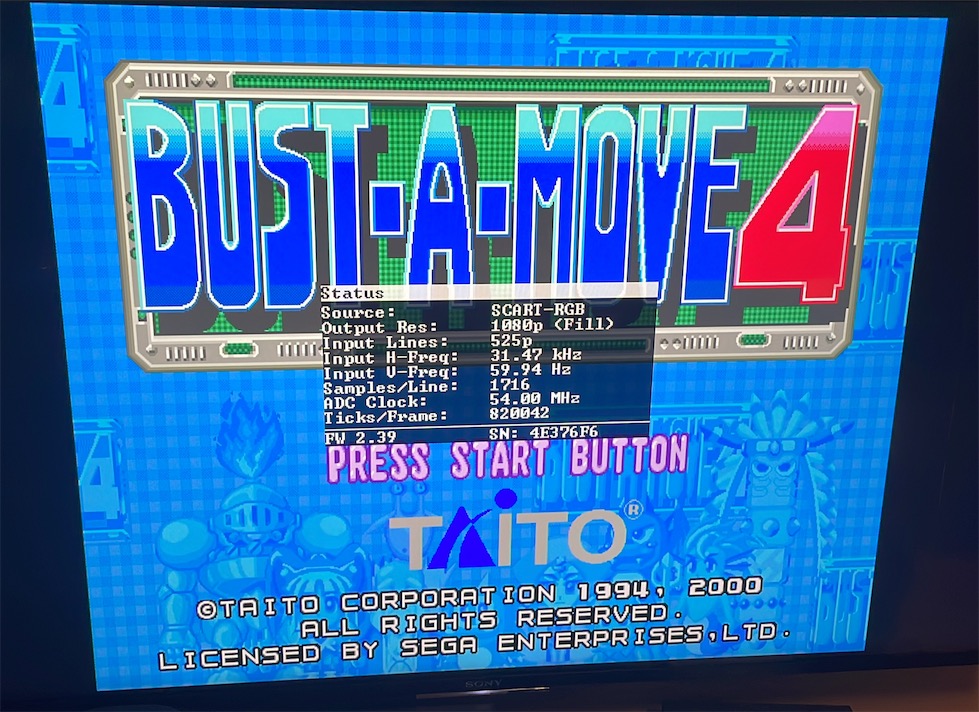 BUST-A-MOVE 4
Status
Source: SCART-RGB
Output Res: 1080p (Fill)
Input Lines: 525p
Input H-Freq: 31.47 kHz
Input V-Freq: 59.94 Hz
Samples/Line: 1716
ADC Clock: 54.00 MHz
Ticks/Frame: 820042
FW 2.39 SN: 4E376F6
PRESS START BUTTON
TAITO®
©TAITO CORPORATION 1994, 2000
ALL RIGHTS RESERVED.
LICENSED BY SEGA ENTERPRISES,LTD.
SONY